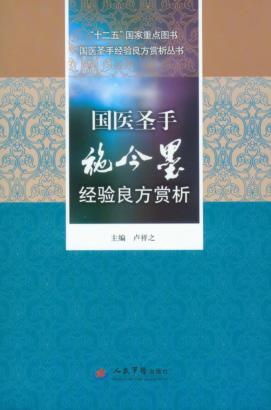 “十二五”国家重点图书
国医圣手经验良方赏析丛书
国医圣手
施今墨
经验良方赏析
主编 卢祥之
人民军医出版社